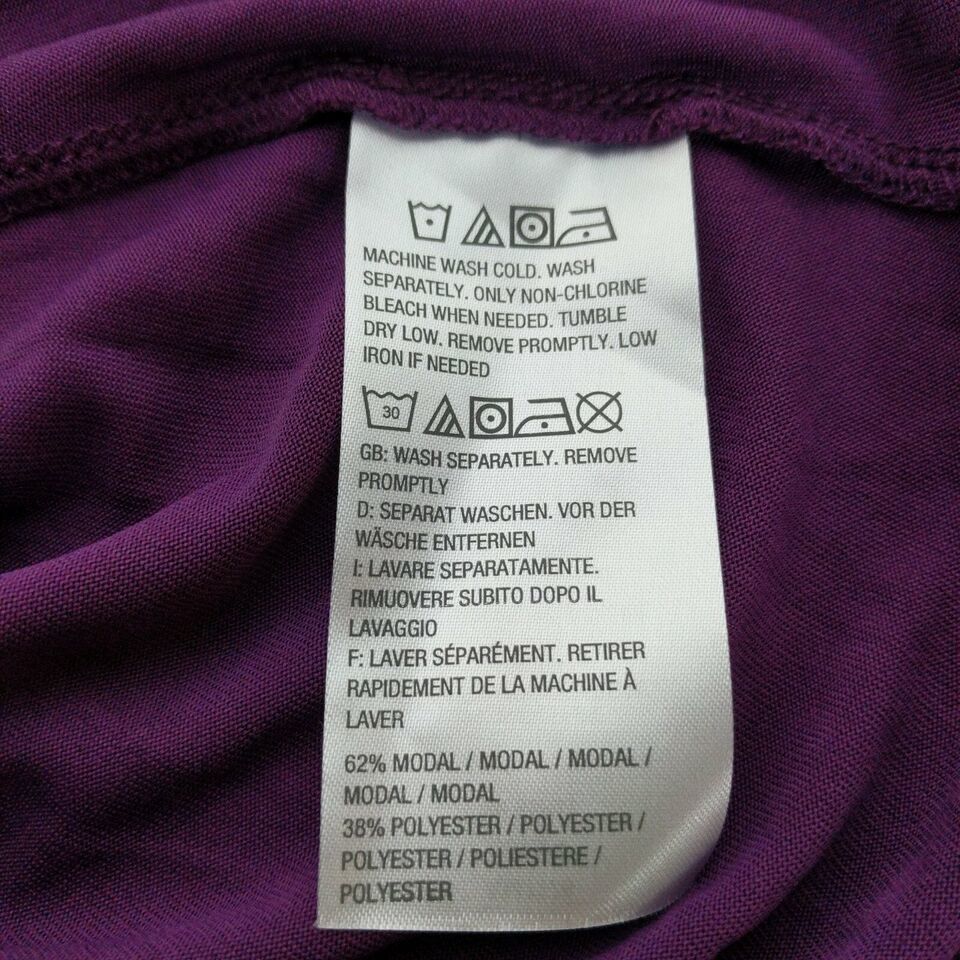 MACHINE WASH COLD. WASH
SEPARATELY. ONLY NON-CHLORINE
BLEACH WHEN NEEDED. TUMBLE
DRY LOW. REMOVE PROMPTLY. LOW
IRON IF NEEDED
30
GB: WASH SEPARATELY. REMOVE
PROMPTLY
D: SEPARAT WASCHEN. VOR DER
WÄSCHE ENTFERNEN
I: LAVARE SEPARATAMENTE.
RIMUOVERE SUBITO DOPO IL
LAVAGGIO
F: LAVER SÉPARÉMENT. RETIRER
RAPIDEMENT DE LA MACHINE À
LAVER
62% MODAL / MODAL / MODAL /
MODAL / MODAL
38% POLYESTER / POLYESTER /
POLYESTER / POLIESTERE /
POLYESTER